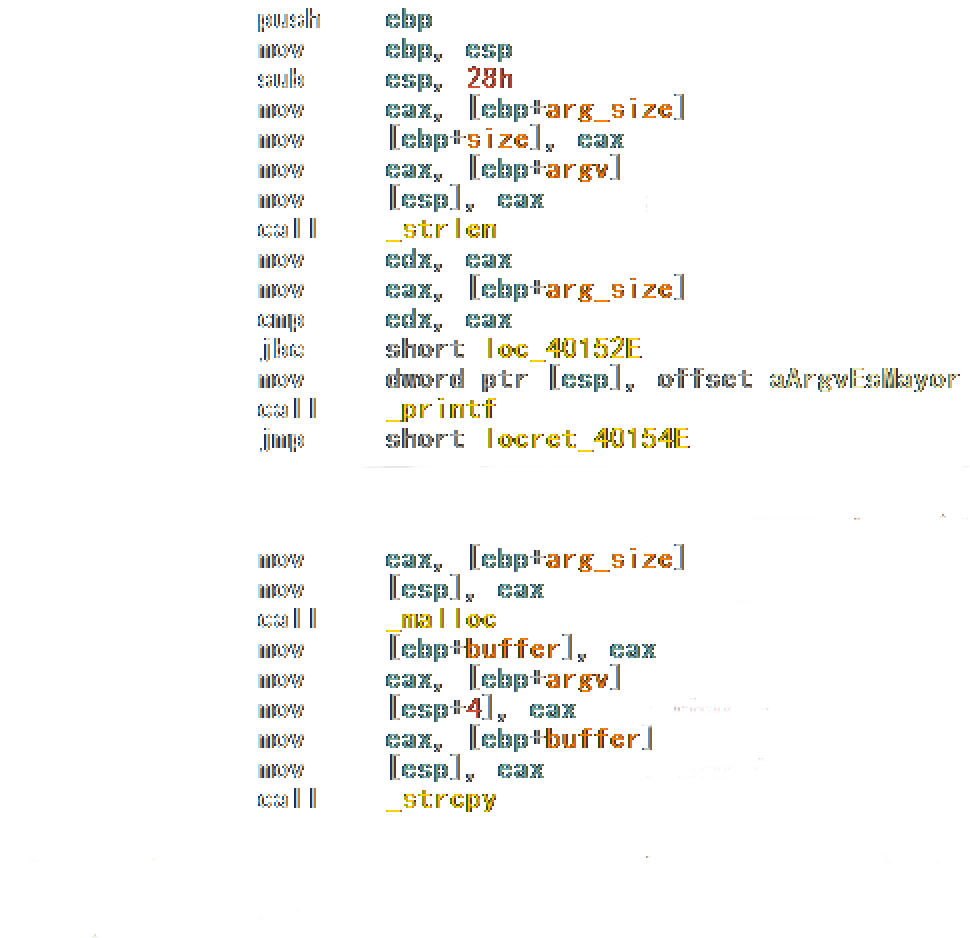 push ebp
mov ebp, esp
sub esp, 28h
mov eax, [ebp+arg_size]
mov [ebp+size], eax
mov eax, [ebp+argv]
mov [esp], eax
call _strlen
mov edx, eax
mov eax, [ebp+arg_size]
cmp edx, eax
jbe short loc_40152E
mov dword ptr [esp], offset aArgvEsMayor
call _printf
jmp short locret_40154E
mov eax, [ebp+arg_size]
mov [esp], eax
call _malloc
mov [ebp+buffer], eax
mov eax, [ebp+argv]
mov [esp+4], eax
mov eax, [ebp+buffer]
mov [esp], eax
call _strcpy